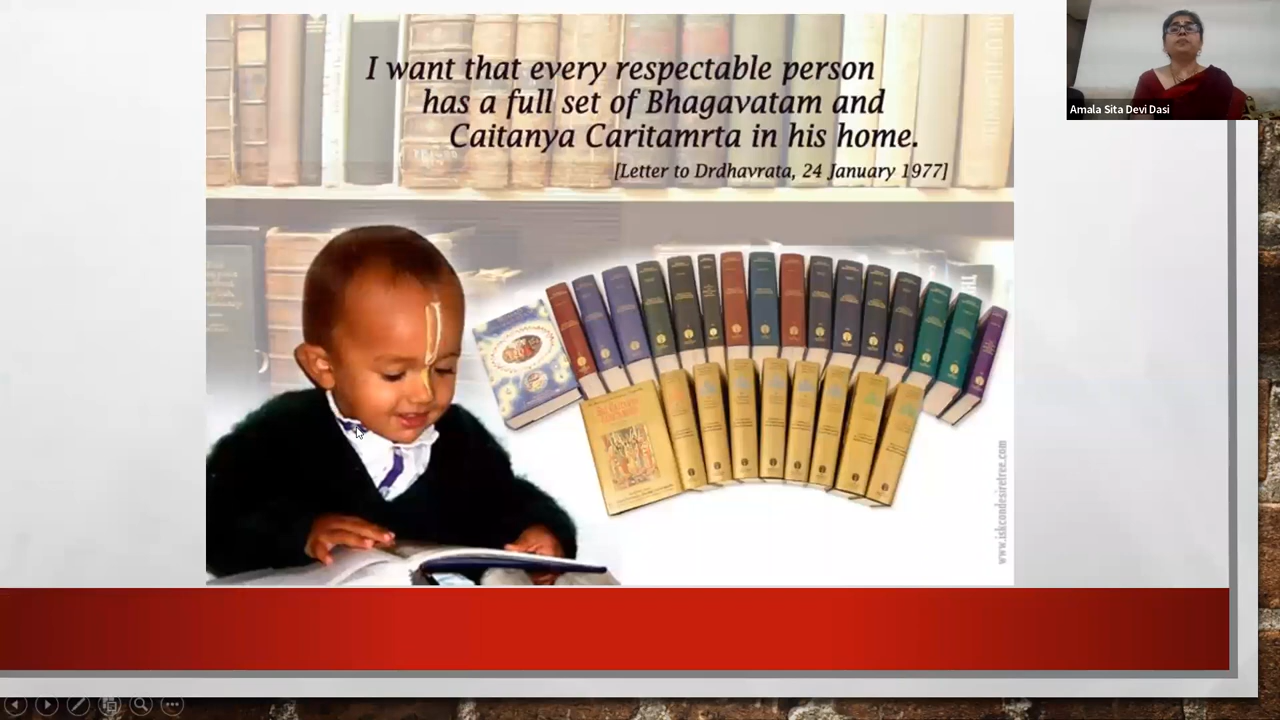 I want that every respectable person
has a full set of Bhagavatam and
Caitanya Caritamrta in his home.
[Letter to Drdhavrata, 24 January 1977]
Amala Sita Devi Dasi
www.iskcondesiretree.com